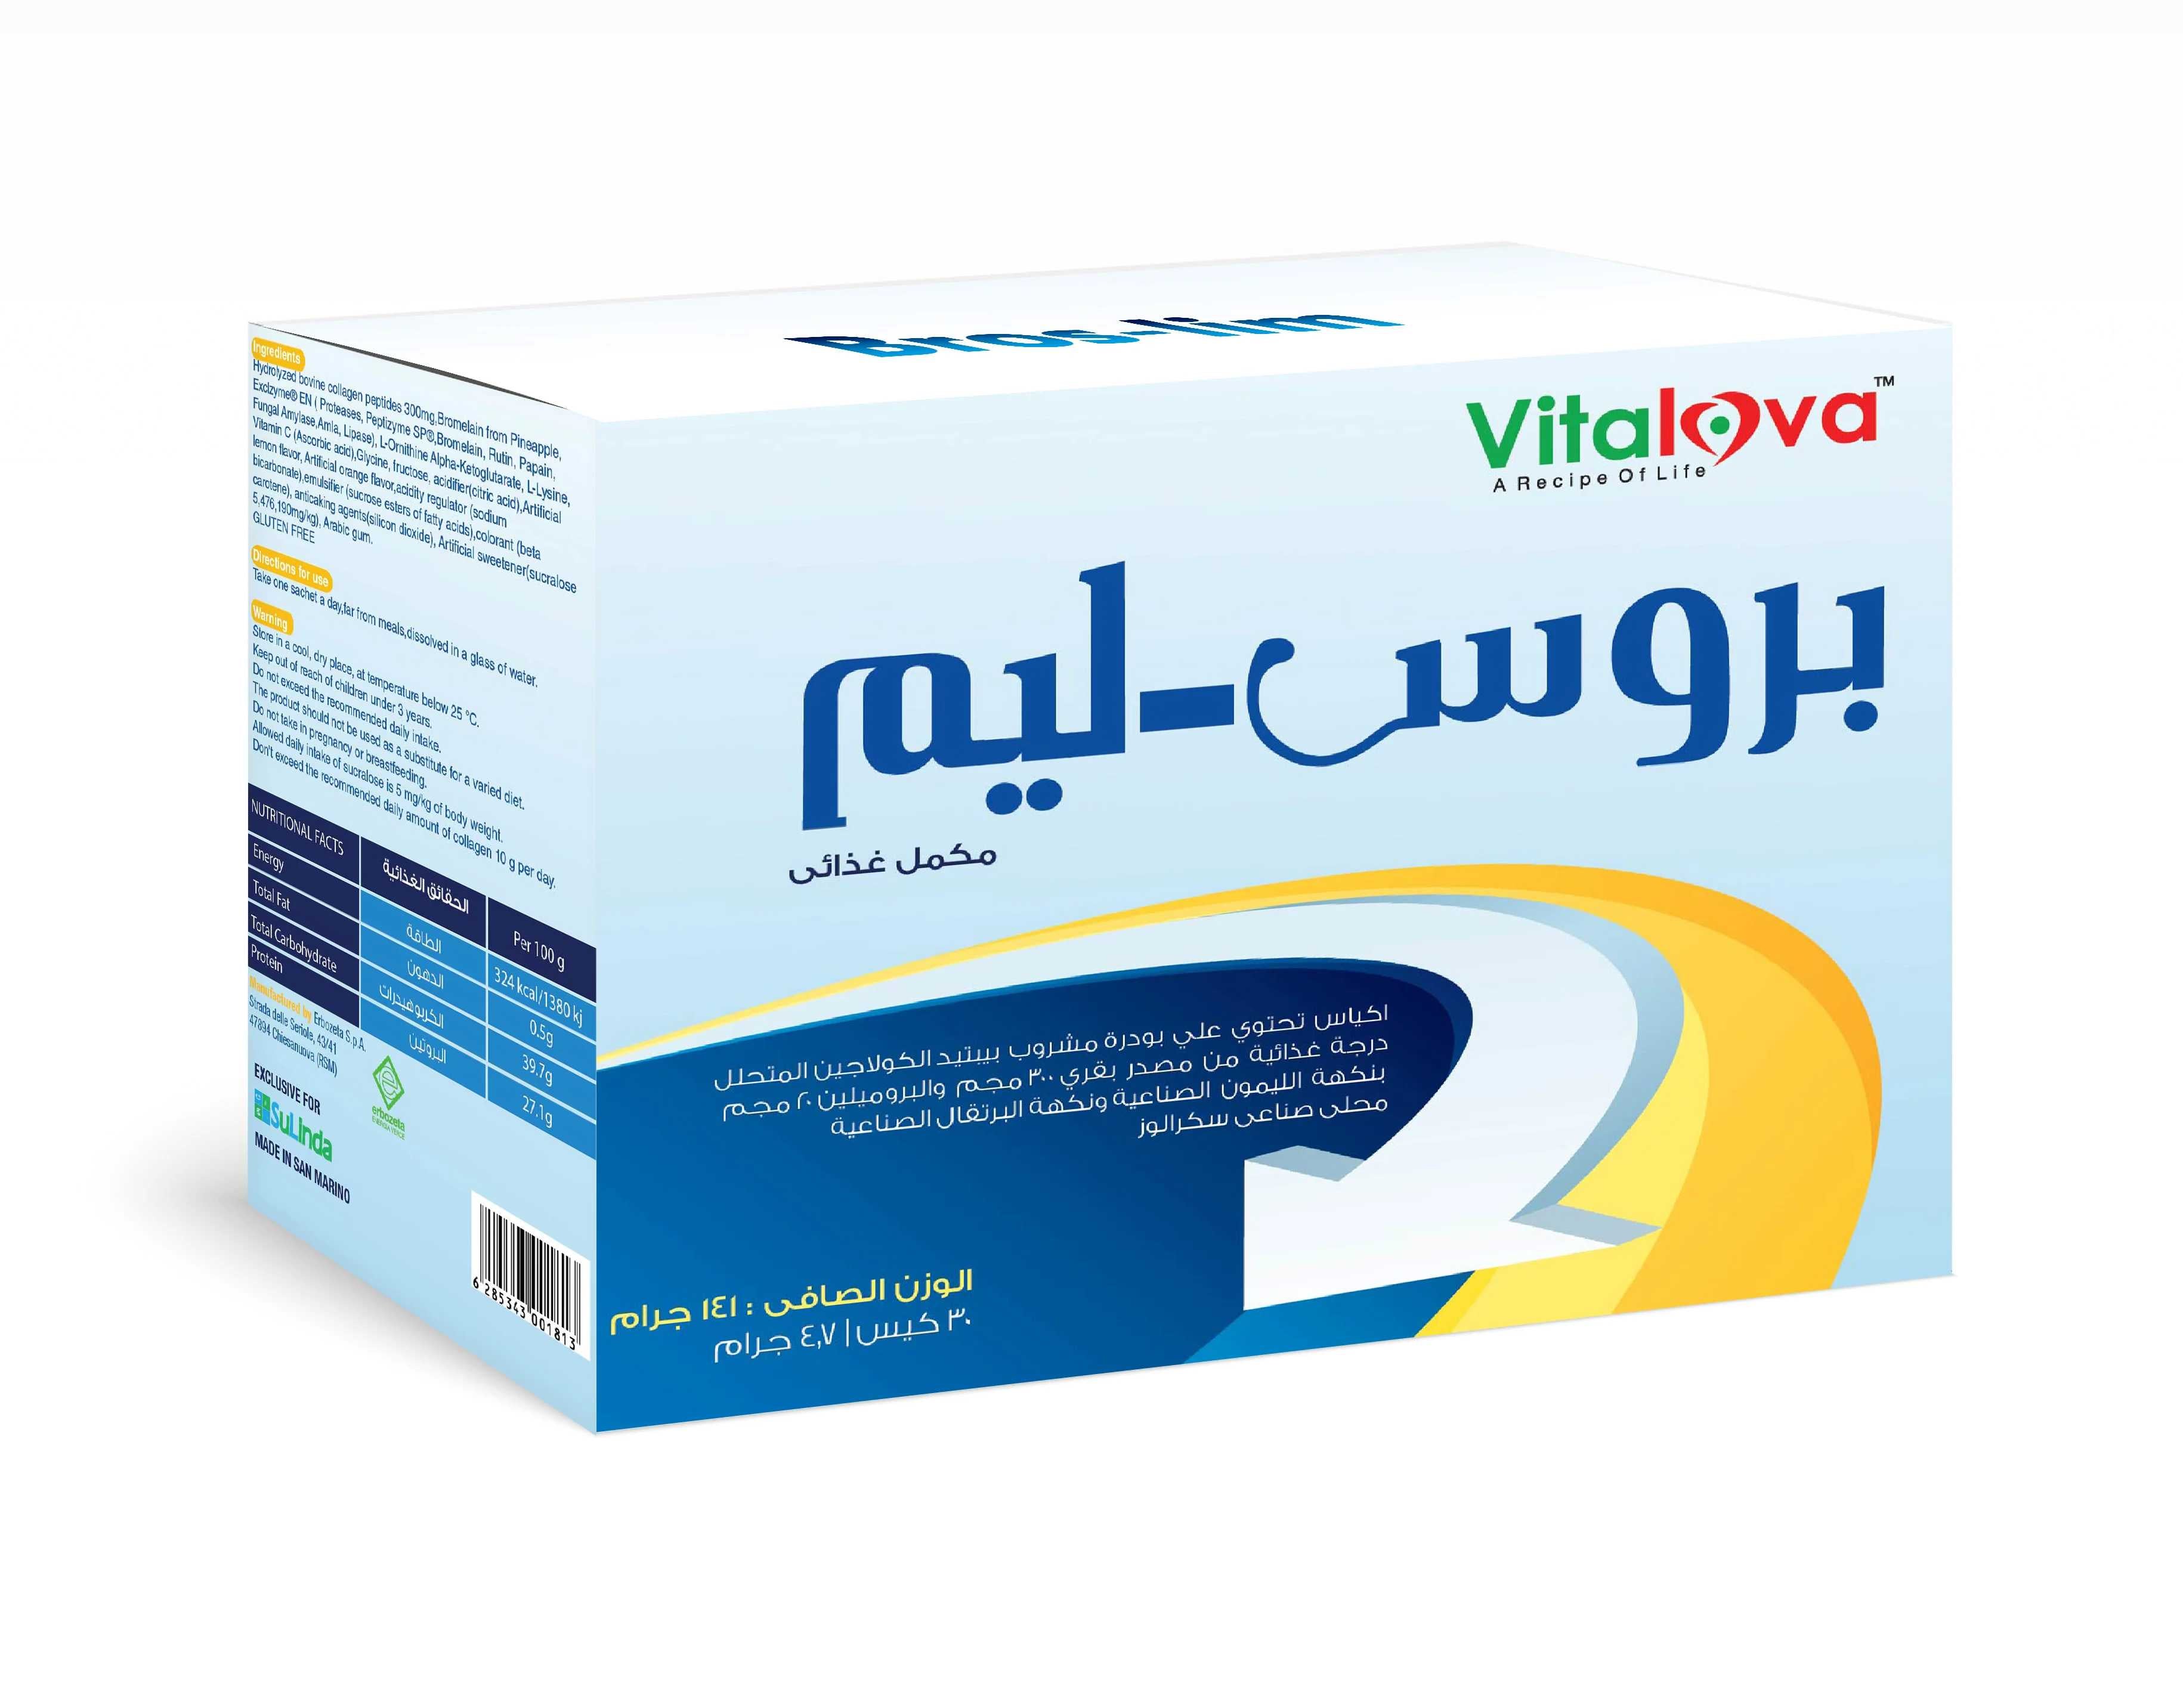 Bros-lim
Vitalova™
A Recipe Of Life
بروس-ليم
مكمل غذائى
اكياس تحتوي علي بودرة مشروب بيبتيد الكولاجين المتحلل
درجة غذائية من مصدر بقري ٣٠٠ مجم والبروميلين ٢٠ مجم
بنكهة الليمون الصناعية ونكهة البرتقال الصناعية
محلى صناعى سكرالوز
الوزن الصافى : ١٤١ جرام
٣٠ كيس | ٤,٧ جرام
Ingredients
Hydrolyzed bovine collagen peptides 300mg,Bromelain from Pineapple,
Exclzyme® EN ( Proteases, Peptizyme SP®,Bromelain, Rutin, Papain,
Fungal Amylase,Amla, Lipase), L-Ornithine Alpha-Ketoglutarate, L-Lysine,
Vitamin C (Ascorbic acid),Glycine, fructose, acidifier(citric acid),Artificial
lemon flavor, Artificial orange flavor,acidity regulator (sodium
bicarbonate),emulsifier (sucrose esters of fatty acids),colorant (beta
carotene), anticaking agents(silicon dioxide), Artificial sweetener(sucralose
5,476,190mg/kg), Arabic gum.
GLUTEN FREE
Directions for use
Take one sachet a day,far from meals,dissolved in a glass of water.
Warning
Store in a cool, dry place, at temperature below 25 °C.
Keep out of reach of children under 3 years.
Do not exceed the recommended daily intake.
The product should not be used as a substitute for a varied diet.
Do not take in pregnancy or breastfeeding.
Allowed daily intake of sucralose is 5 mg/kg of body weight.
Don't exceed the recommended daily amount of collagen 10 g per day.
NUTRITIONAL FACTS الحقائق الغذائية Per 100 g
Energy الطاقة 324 kcal/1380 kj
Total Fat الدهون 0.5g
Total Carbohydrate الكربوهيدرات 39.7g
Protein البروتين 27.1g
Manufactured by Erbozeta S.p.A.
Strada delle Seriole, 43/41
47894 Chiesanuova (RSM)
erbozeta
ENERGIA VERDE
EXCLUSIVE FOR
SuLinda
MADE IN SAN MARINO
6 285343 001813